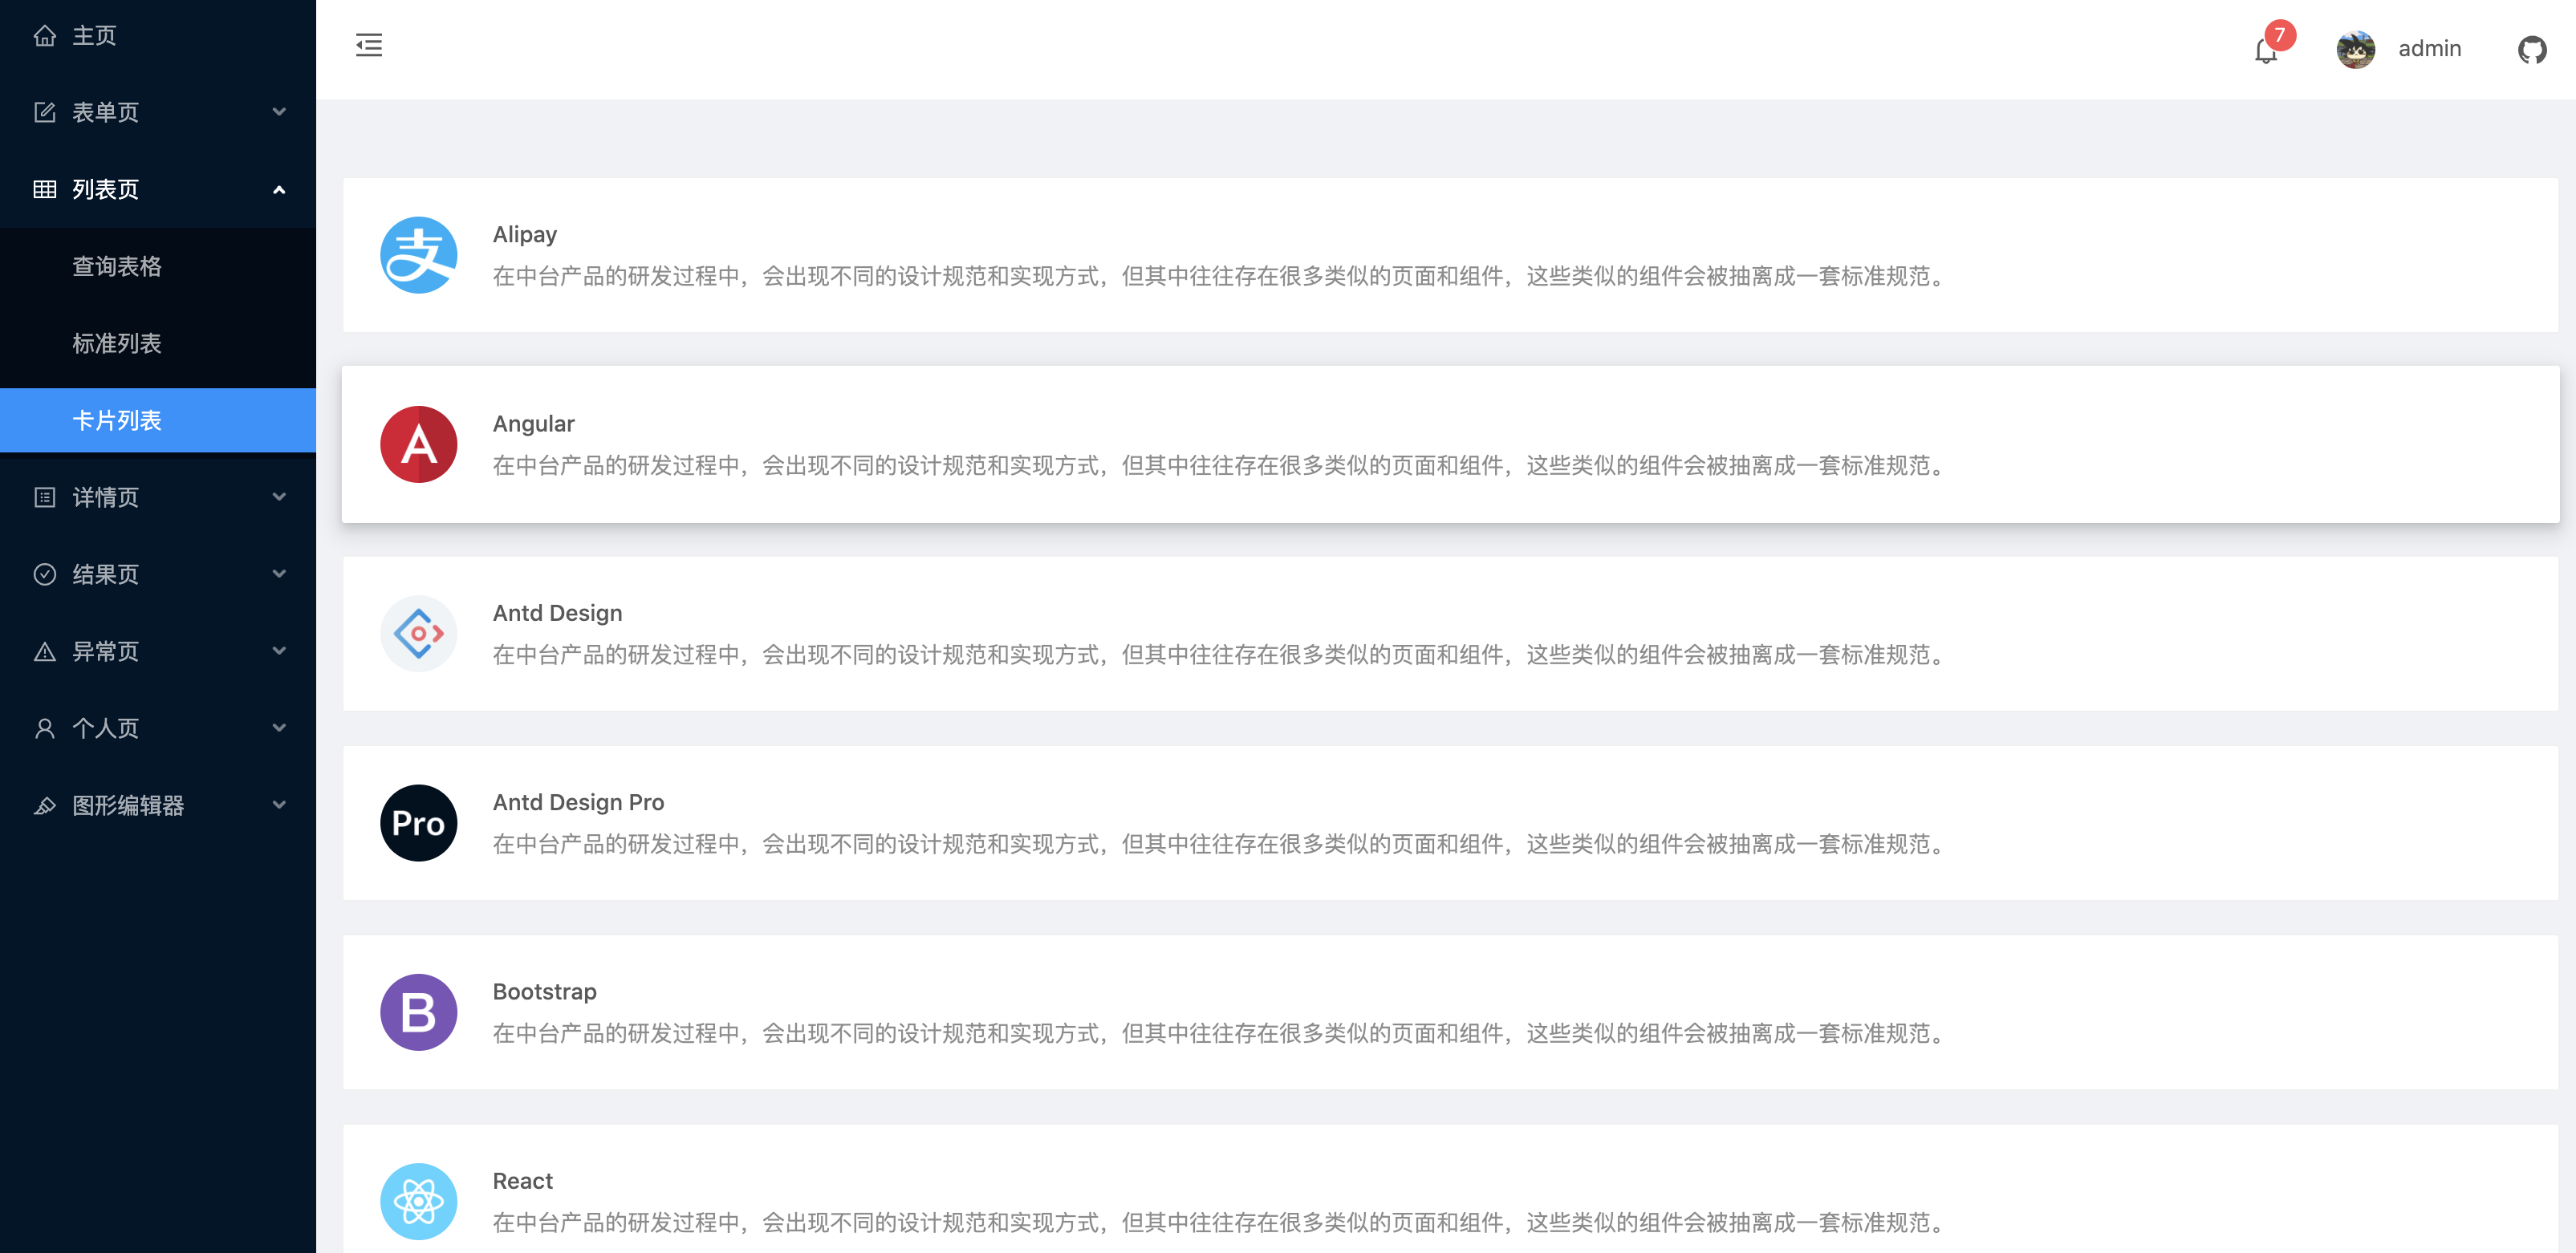 主页
表单页
列表页
查询表格
标准列表
卡片列表
详情页
结果页
异常页
个人页
图形编辑器
7
admin
支
Alipay
在中台产品的研发过程中，会出现不同的设计规范和实现方式，但其中往往存在很多类似的页面和组件，这些类似的组件会被抽离成一套标准规范。
A
Angular
在中台产品的研发过程中，会出现不同的设计规范和实现方式，但其中往往存在很多类似的页面和组件，这些类似的组件会被抽离成一套标准规范。
Antd Design
在中台产品的研发过程中，会出现不同的设计规范和实现方式，但其中往往存在很多类似的页面和组件，这些类似的组件会被抽离成一套标准规范。
Pro
Antd Design Pro
在中台产品的研发过程中，会出现不同的设计规范和实现方式，但其中往往存在很多类似的页面和组件，这些类似的组件会被抽离成一套标准规范。
B
Bootstrap
在中台产品的研发过程中，会出现不同的设计规范和实现方式，但其中往往存在很多类似的页面和组件，这些类似的组件会被抽离成一套标准规范。
React
在中台产品的研发过程中，会出现不同的设计规范和实现方式，但其中往往存在很多类似的页面和组件，这些类似的组件会被抽离成一套标准规范。